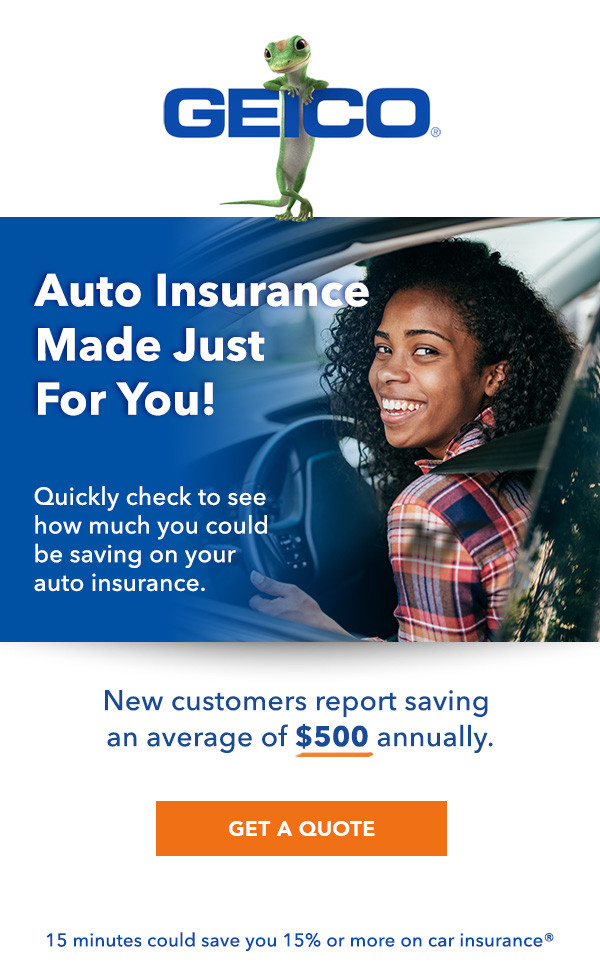 GEICO®
Auto Insurance
Made Just
For You!
Quickly check to see
how much you could
be saving on your
auto insurance.
New customers report saving
an average of $500 annually.
GET A QUOTE
15 minutes could save you 15% or more on car insurance®